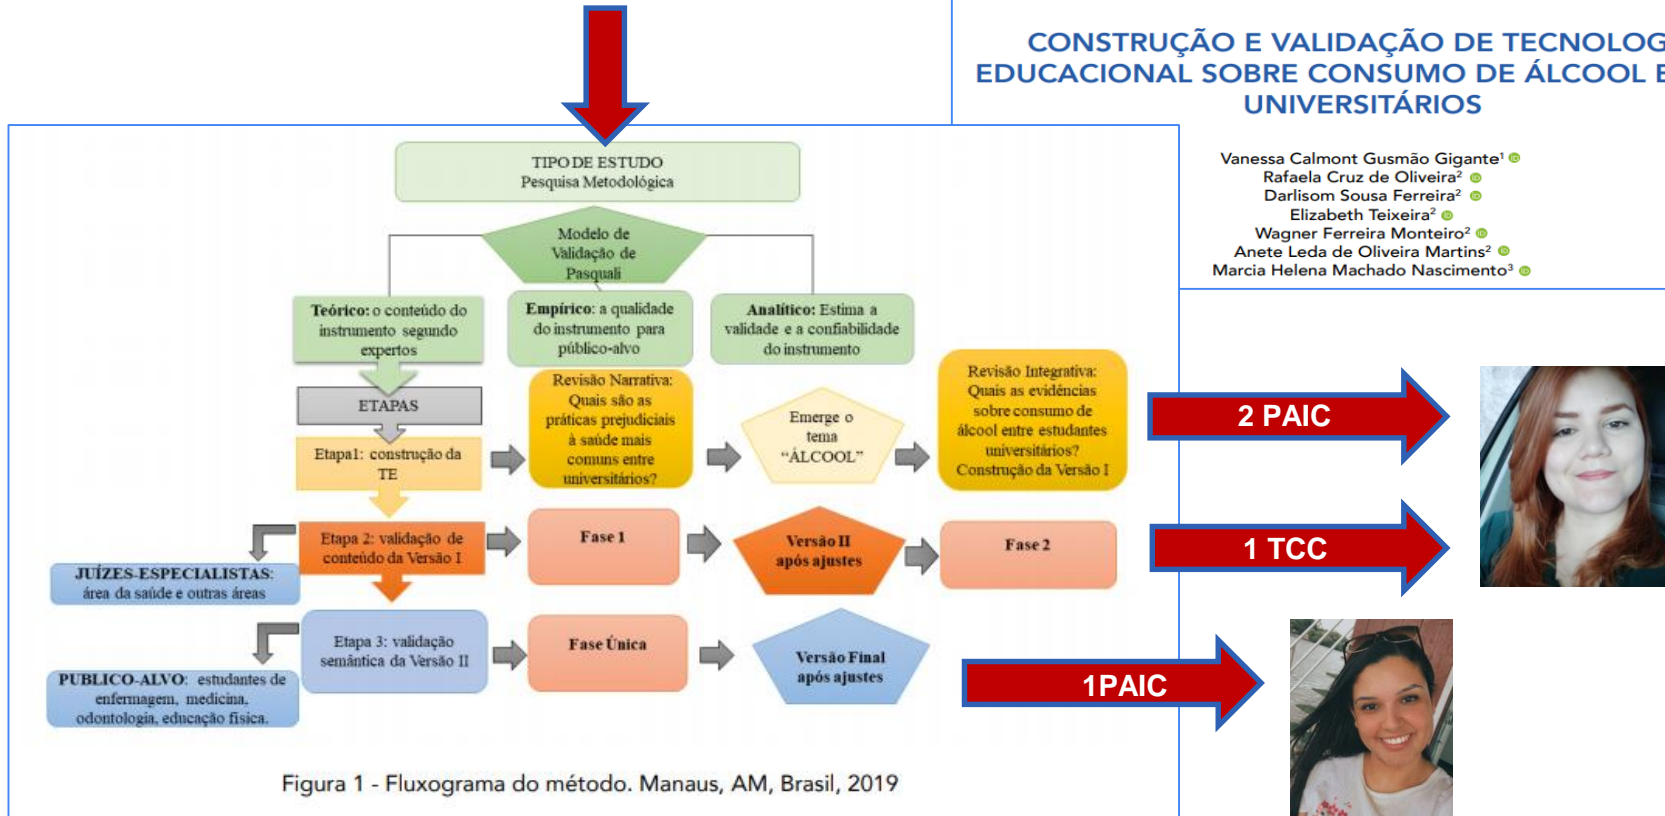 CONSTRUÇÃO E VALIDAÇÃO DE TECNOLOG
EDUCACIONAL SOBRE CONSUMO DE ÁLCOOL E
UNIVERSITÁRIOS
Vanessa Calmont Gusmão Gigante¹
Rafaela Cruz de Oliveira²
Darlisom Sousa Ferreira²
Elizabeth Teixeira²
Wagner Ferreira Monteiro²
Anete Leda de Oliveira Martins²
Marcia Helena Machado Nascimento³
TIPO DE ESTUDO
Pesquisa Metodológica
Modelo de
Validação de
Pasquali
Teórico: o conteúdo do
instrumento segundo
expertos
Empírico: a qualidade
do instrumento para
público-alvo
Analítico: Estima a
validade e a confiabilidade
do instrumento
ETAPAS
Etapa1: construção da
TE
Revisão Narrativa:
Quais são as
práticas prejudiciais
à saúde mais
comuns entre
universitários?
Emerge o
tema
“ÁLCOOL”
Revisão Integrativa:
Quais as evidências
sobre consumo de
álcool entre estudantes
universitários?
Construção da Versão I
2 PAIC
Etapa 2: validação de
conteúdo da Versão I
Fase 1
Versão II
após ajustes
Fase 2
1 TCC
JUÍZES-ESPECIALISTAS:
área da saúde e outras áreas
Etapa 3: validação
semântica da Versão II
Fase Única
Versão Final
após ajustes
1PAIC
PUBLICO-ALVO: estudantes de
enfermagem, medicina,
odontologia, educação física.
Figura 1 - Fluxograma do método. Manaus, AM, Brasil, 2019